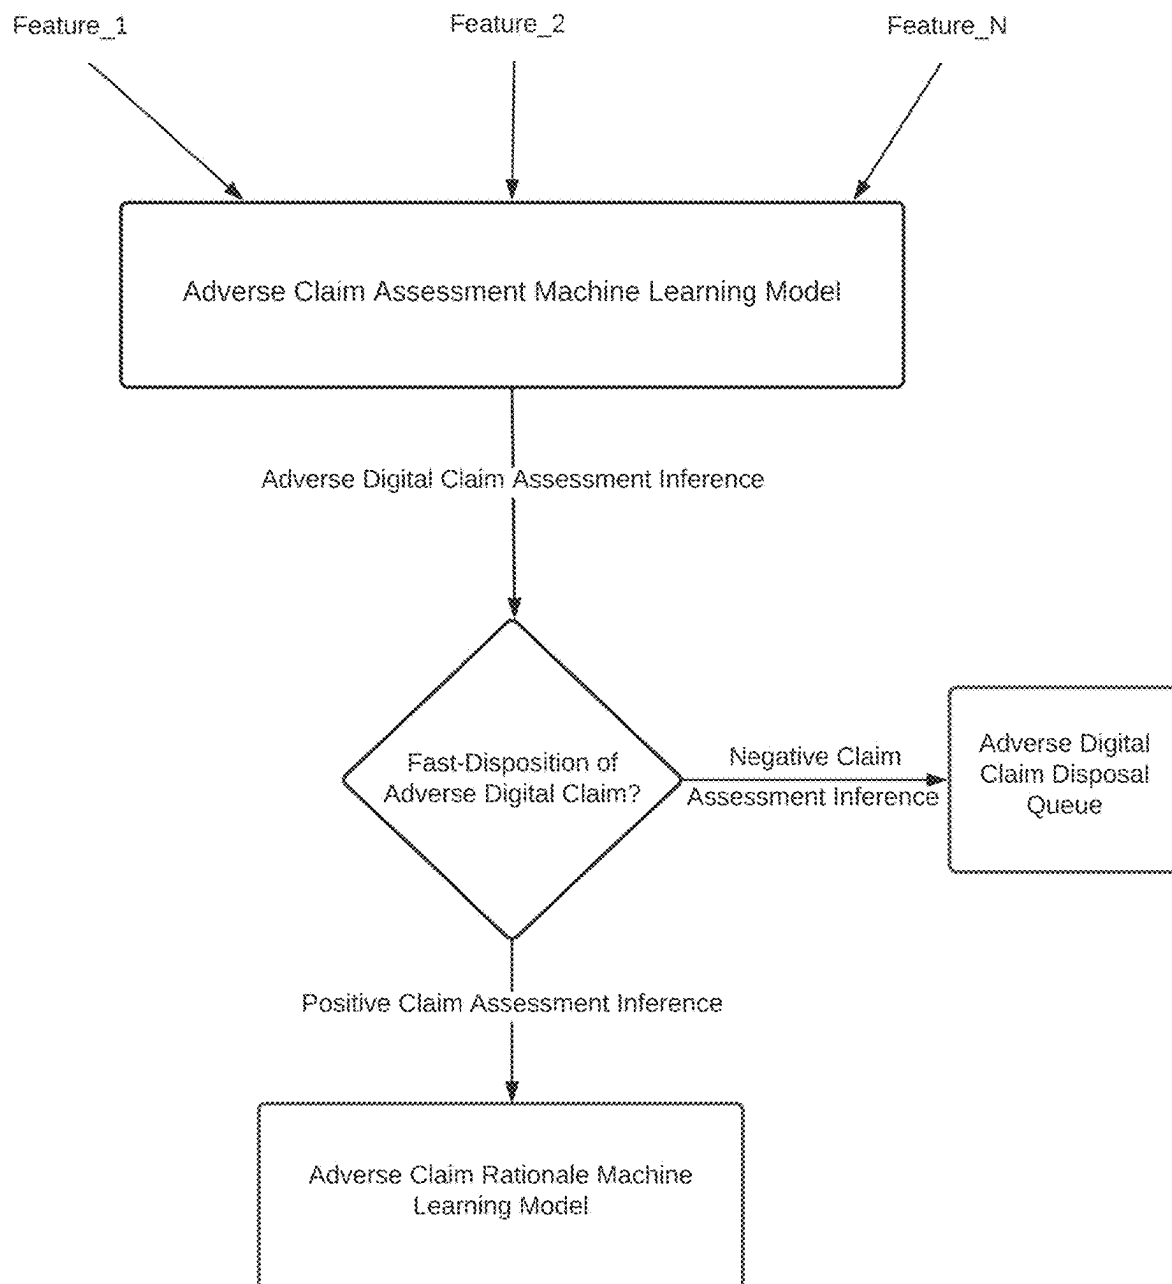 Feature_1
Feature_2
Feature_N
Adverse Claim Assessment Machine Learning Model
Adverse Digital Claim Assessment Inference
Fast-Disposition of
Adverse Digital Claim?
Negative Claim
Assessment Inference
Adverse Digital
Claim Disposal
Queue
Positive Claim Assessment Inference
Adverse Claim Rationale Machine
Learning Model